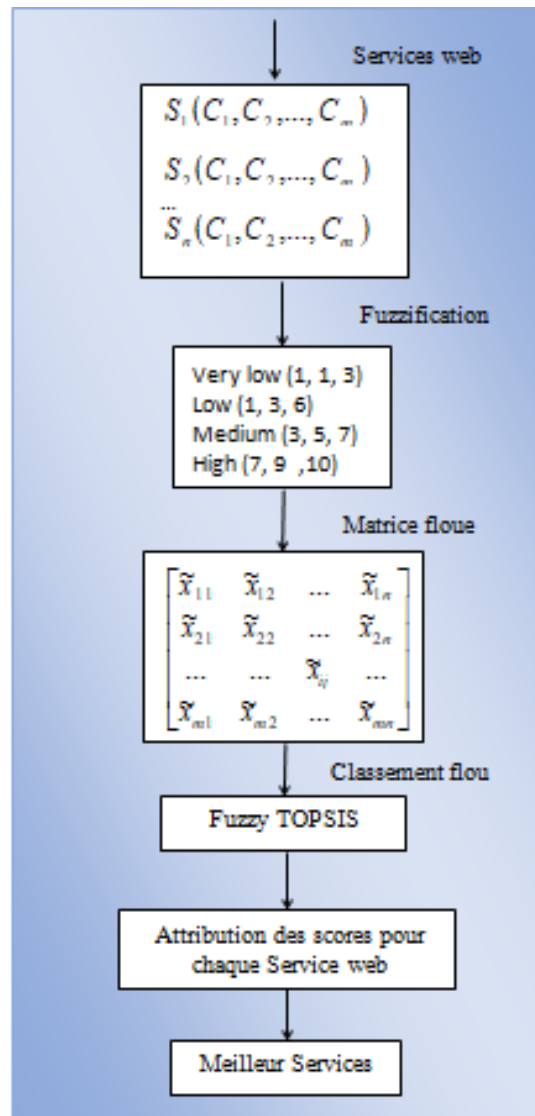 Services web
S₁(C₁,C₂,...,Cₘ)
S₂(C₁,C₂,...,Cₘ)
...
Sₙ(C₁,C₂,...,Cₘ)
Fuzzification
Very low (1, 1, 3)
Low (1, 3, 6)
Medium (3, 5, 7)
High (7, 9 ,10)
Matrice floue
x̃₁₁ x̃₁₂ ... x̃₁ₙ
x̃₂₁ x̃₂₂ ... x̃₂ₙ
... ... x̃ᵢⱼ ...
x̃ₘ₁ x̃ₘ₂ ... x̃ₘₙ
Classement flou
Fuzzy TOPSIS
Attribution des scores pour
chaque Service web
Meilleur Services